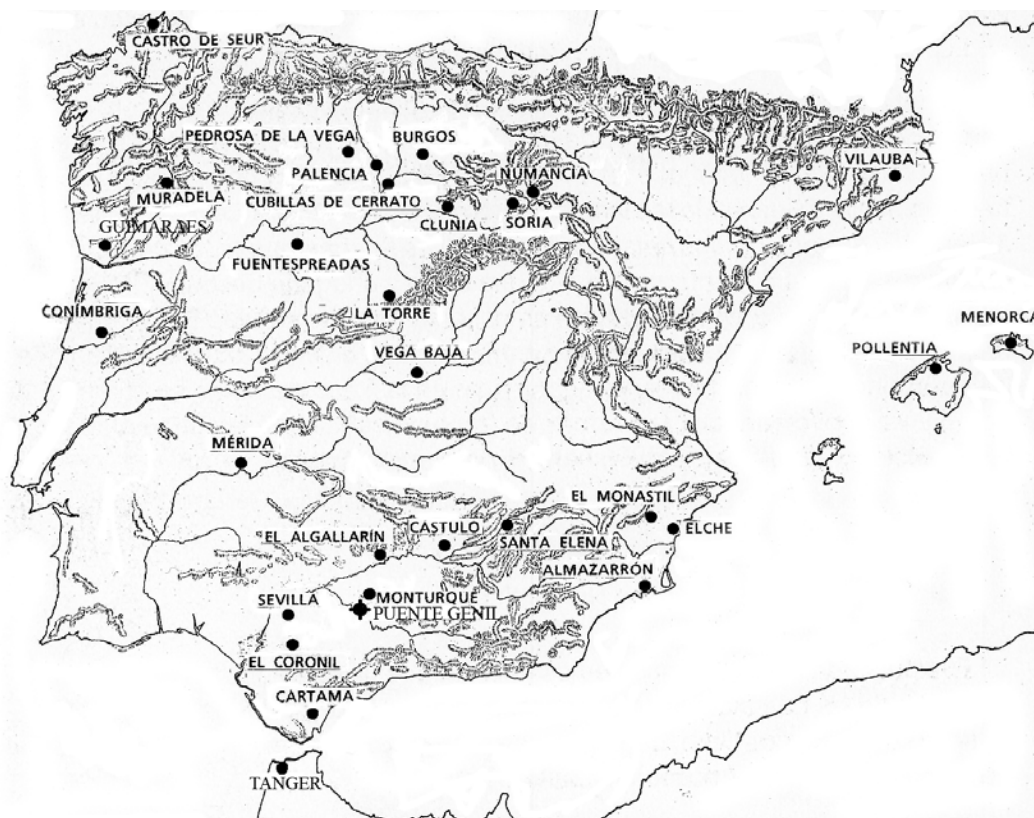 CASTRO DE SEUR
PEDROSA DE LA VEGA
BURGOS
PALENCIA
NUMANCIA
VILAUBA
MURADELA
CUBILLAS DE CERRATO
CLUNIA
SORIA
GUIMARAES
FUENTESPREADAS
CONÍMBRIGA
LA TORRE
MENORCA
VEGA BAJA
POLLENTIA
MÉRIDA
EL MONASTIL
EL ALGALLARÍN
CASTULO
SANTA ELENA
ELCHE
ALMAZARRÓN
SEVILLA
MONTURQUE
PUENTE GENIL
EL CORONIL
CÁRTAMA
TANGER